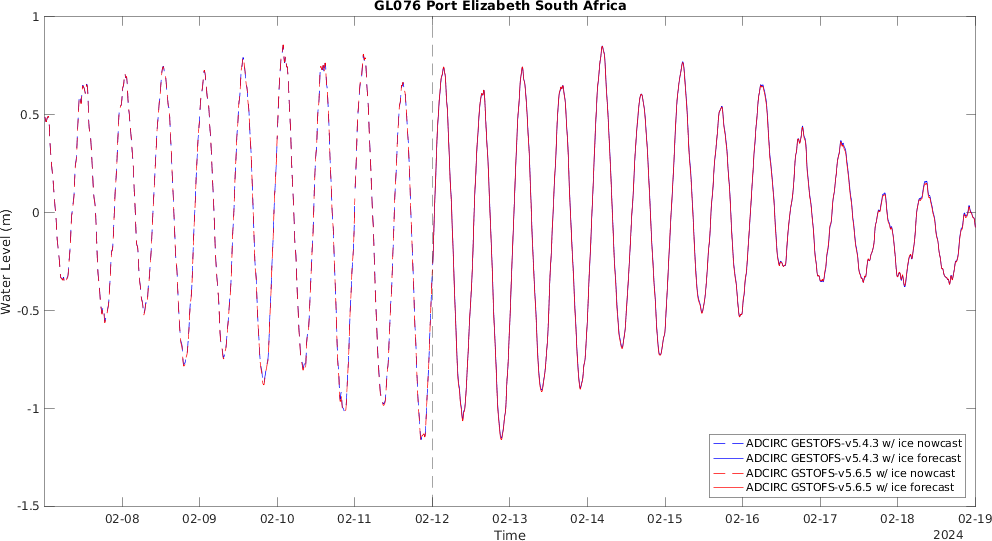 GL076 Port Elizabeth South Africa
1
0.5
0
-0.5
-1
-1.5
Water Level (m)
02-08 02-09 02-10 02-11 02-12 02-13 02-14 02-15 02-16 02-17 02-18 02-19
Time
2024
ADCIRC GESTOFS-v5.4.3 w/ ice nowcast
ADCIRC GESTOFS-v5.4.3 w/ ice forecast
ADCIRC GSTOFS-v5.6.5 w/ ice nowcast
ADCIRC GSTOFS-v5.6.5 w/ ice forecast